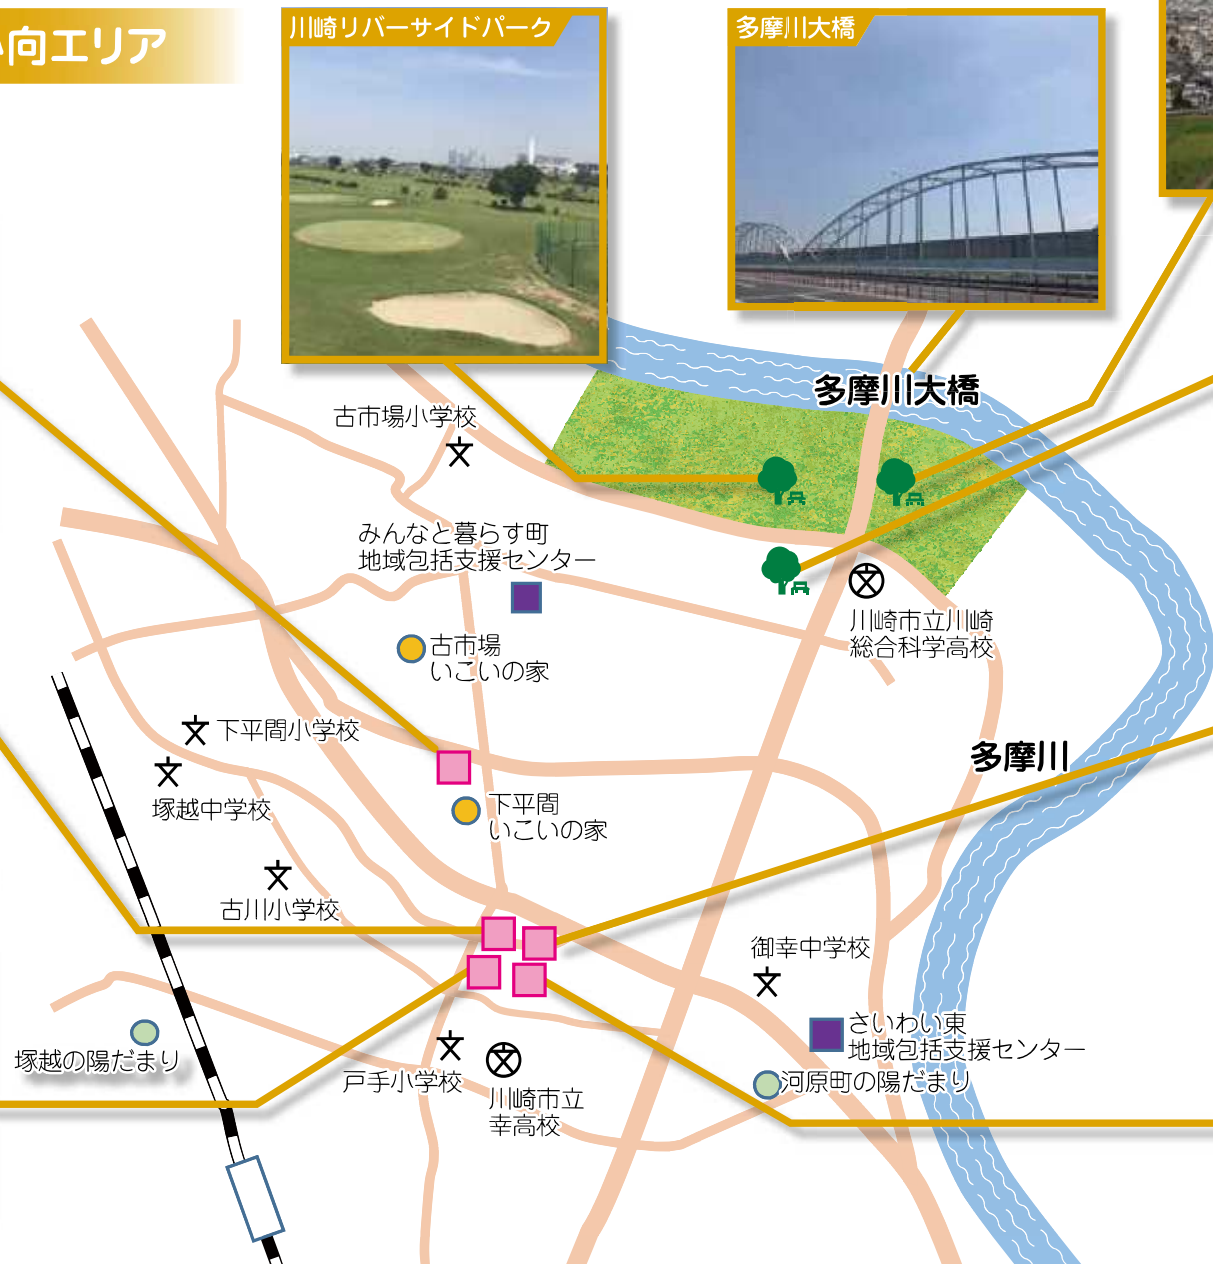 向エリア
川崎リバーサイドパーク
多摩川大橋
多摩川大橋
古市場小学校
みんなと暮らす町
地域包括支援センター
川崎市立川崎
総合科学高校
古市場
いこいの家
下平間小学校
多摩川
塚越中学校
下平間
いこいの家
古川小学校
御幸中学校
さいわい東
地域包括支援センター
塚越の陽だまり
戸手小学校
河原町の陽だまり
川崎市立
幸高校